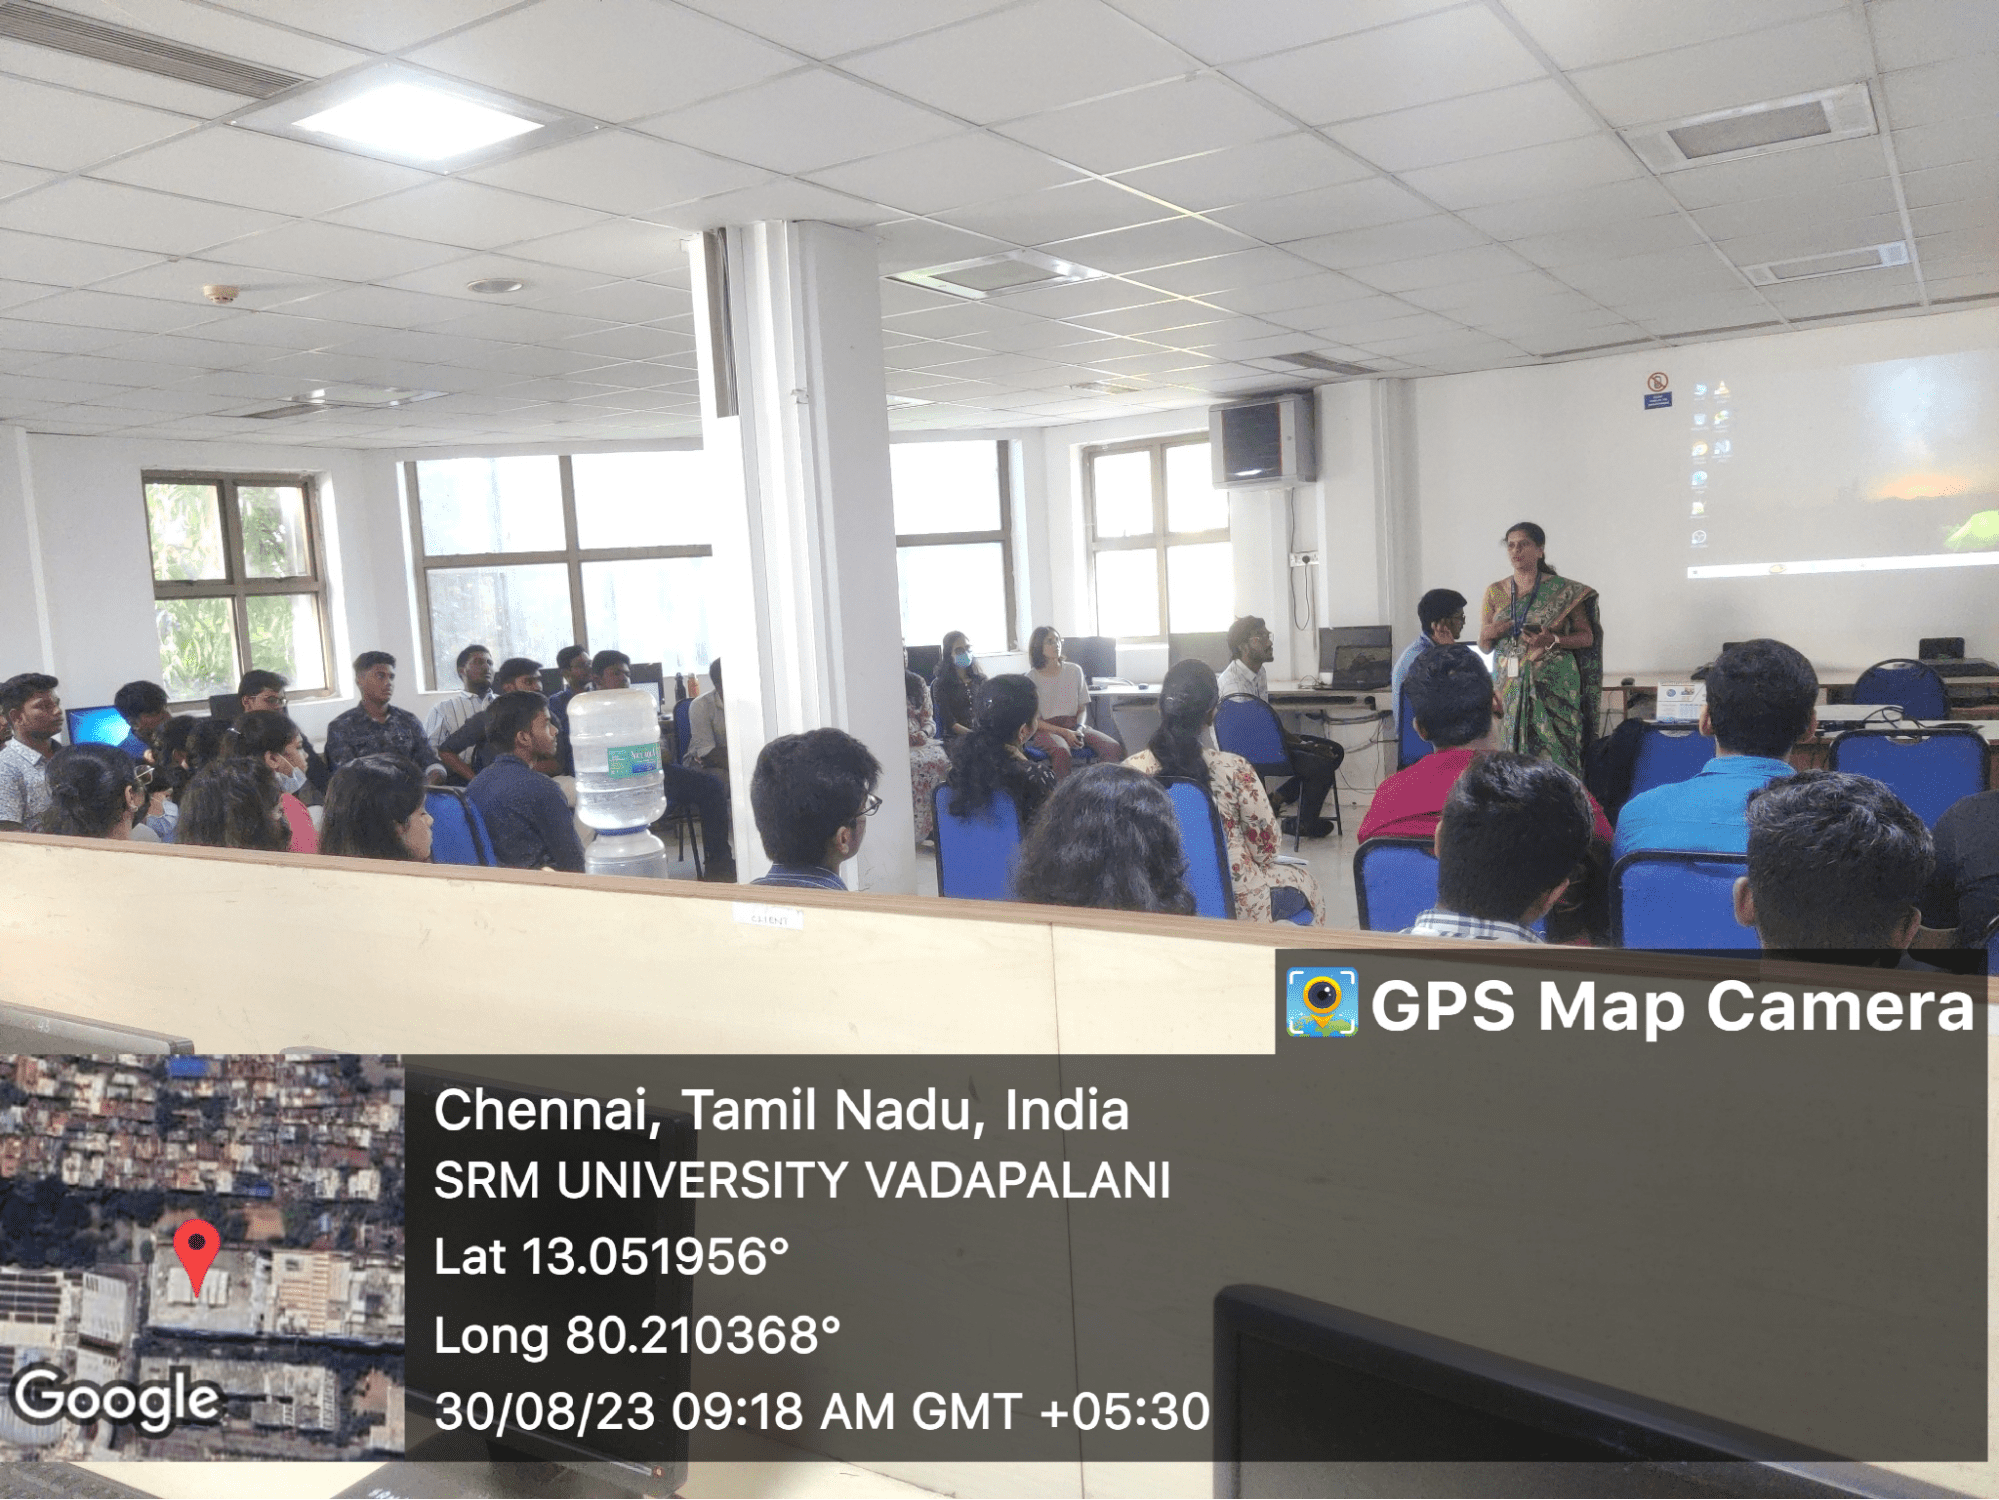 CLIENT
GPS Map Camera
Chennai, Tamil Nadu, India
SRM UNIVERSITY VADAPALANI
Lat 13.051956°
Long 80.210368°
30/08/23 09:18 AM GMT +05:30
Google